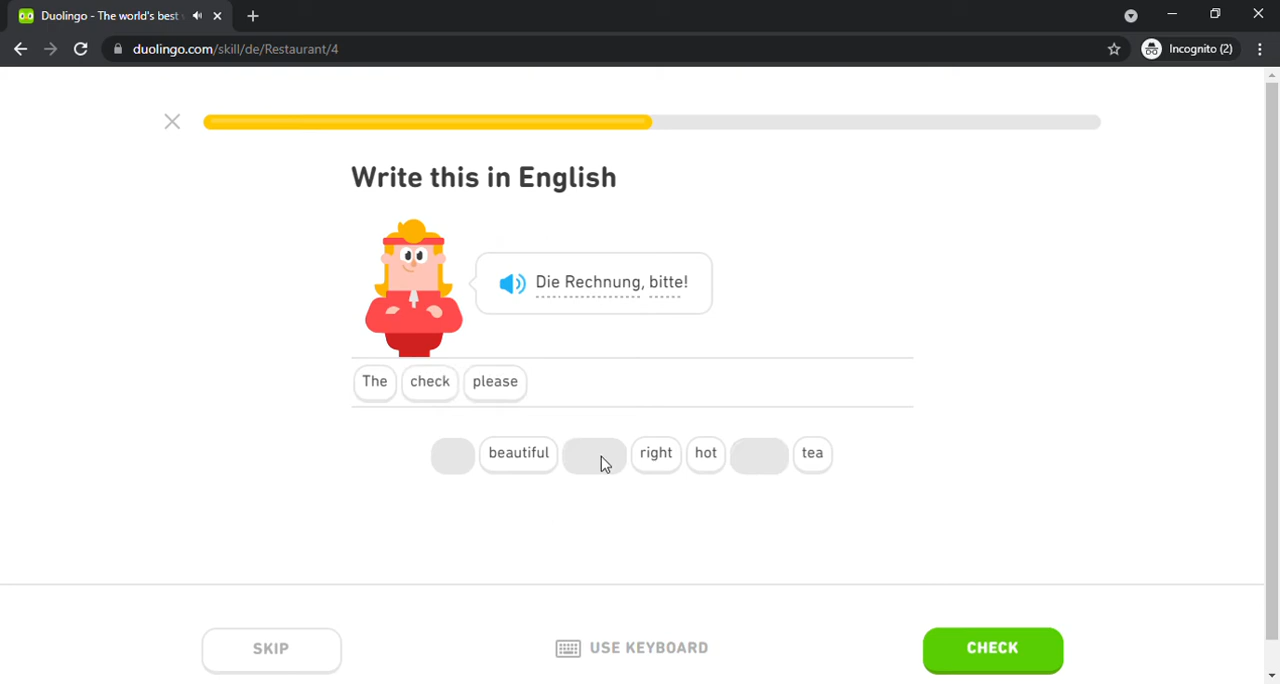 Duolingo - The world's best
duolingo.com/skill/de/Restaurant/4
Incognito (2)
Write this in English
Die Rechnung, bitte!
The check please
beautiful right hot tea
SKIP USE KEYBOARD CHECK